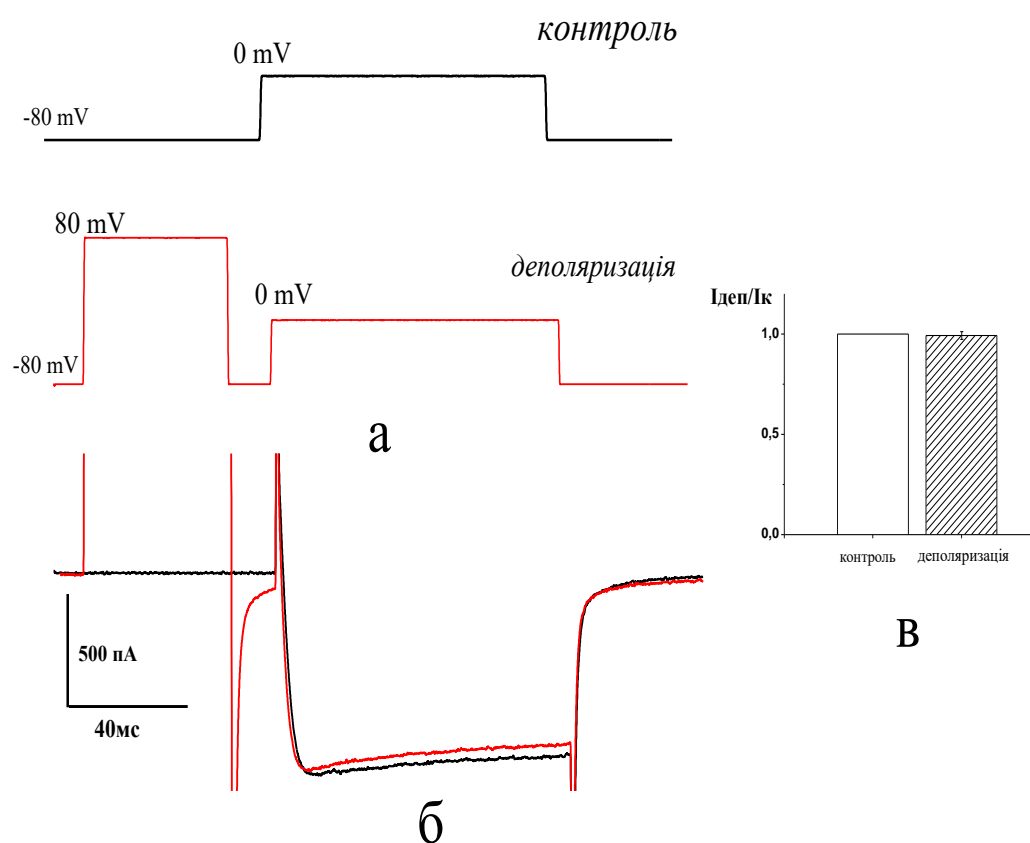 контроль
0 mV
-80 mV
80 mV
деполяризація
0 mV
-80 mV
а
500 пА
40мс
б
Iдеп/Iк
1,0
0,5
0,0
контроль
деполяризація
в